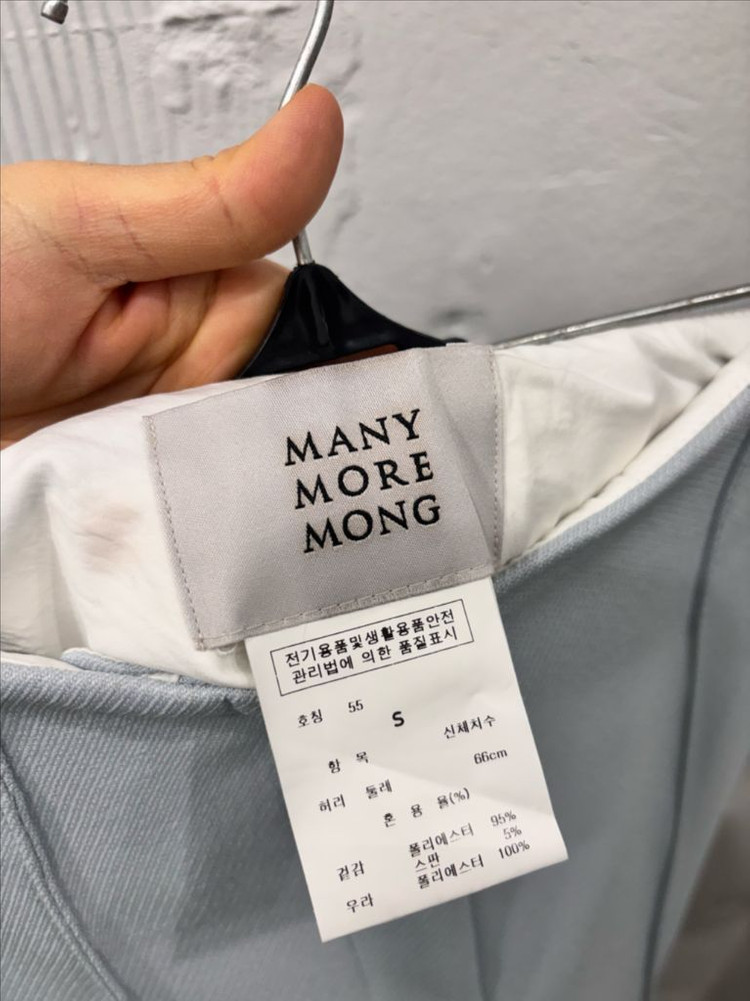 MANY
MORE
MONG
전기용품및생활용품안전
관리법에 의한 품질표시
호칭 55 S
항 목 신체치수
허리 둘레 66cm
혼 용 율(%)
겉감 폴리에스터 95%
스판 5%
우라 폴리에스터 100%